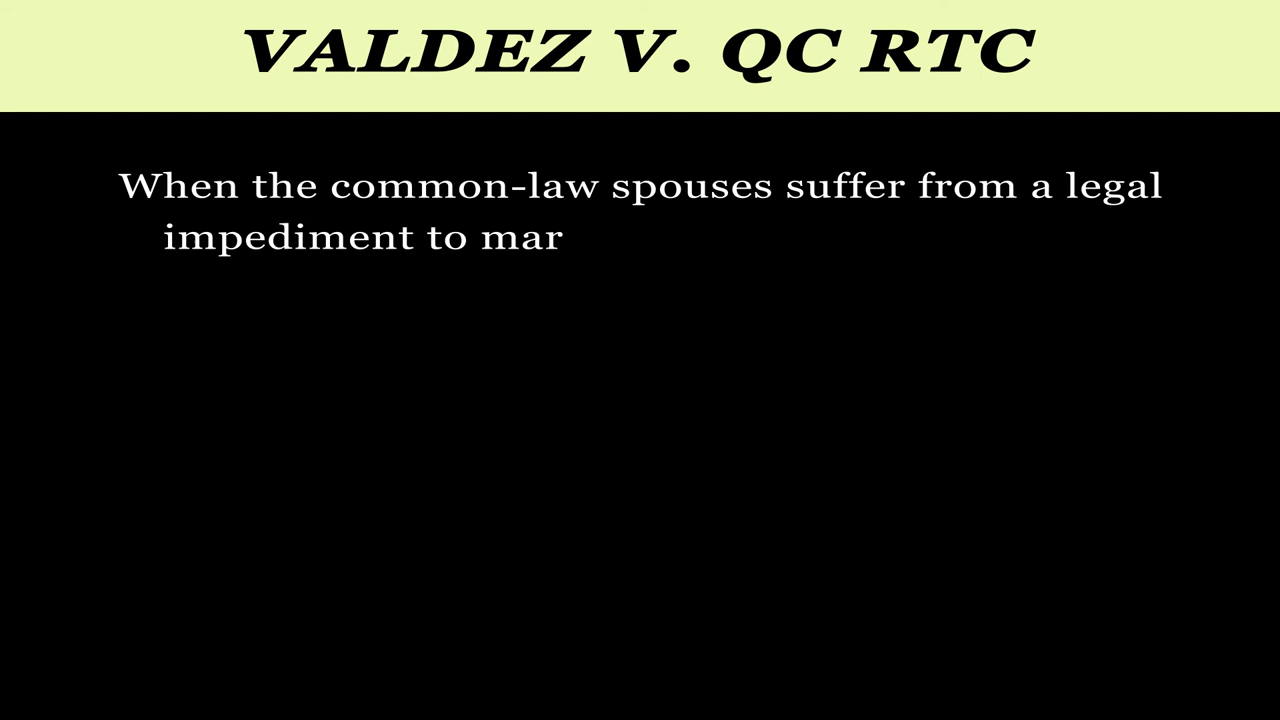 VALDEZ V. QC RTC
When the common-law spouses suffer from a legal
impediment to mar